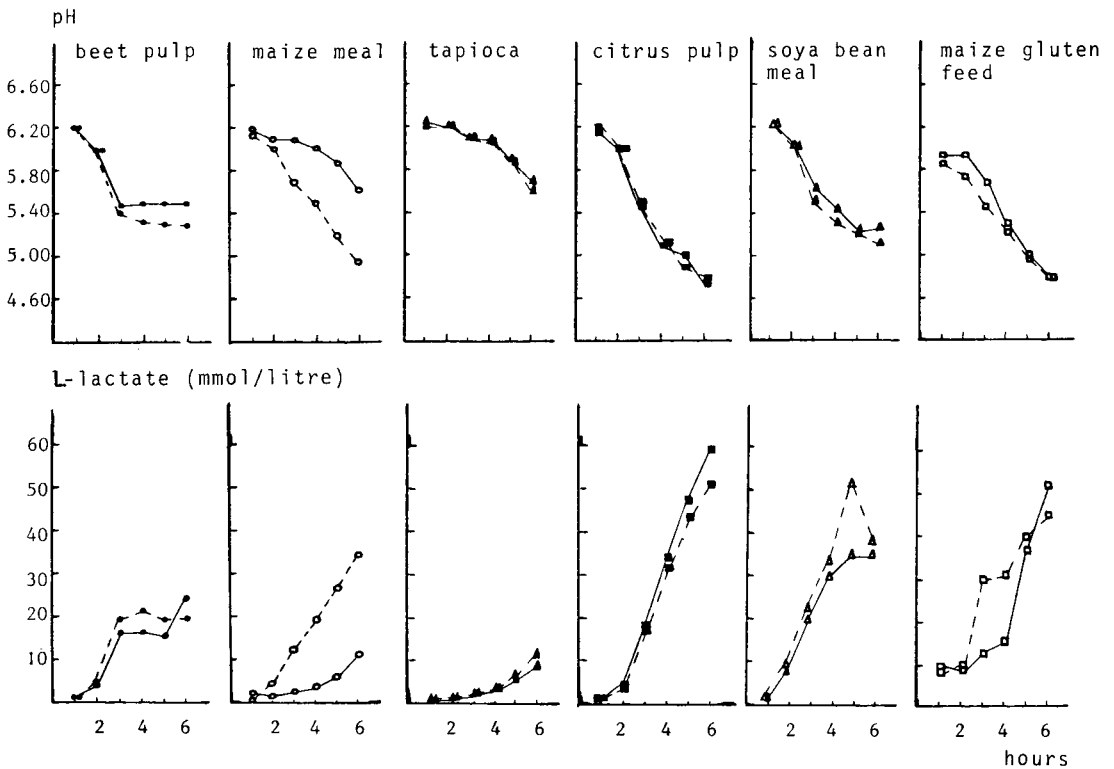 pH
beet pulp
maize meal
tapioca
citrus pulp
soya bean
meal
maize gluten
feed
6.60
6.20
5.80
5.40
5.00
4.60
L-lactate (mmol/litre)
60
50
40
30
20
10
2 4 6 2 4 6 2 4 6 2 4 6 2 4 6 2 4 6
hours